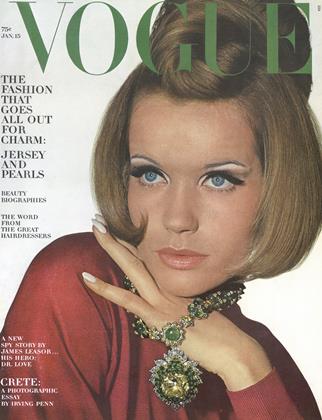 VOGUE
75¢
JAN. 15
THE
FASHION
THAT
GOES
ALL OUT
FOR
CHARM:
JERSEY
AND
PEARLS
BEAUTY
BIOGRAPHIES
THE WORD
FROM
THE GREAT
HAIRDRESSERS
A NEW
SPY STORY BY
JAMES LEASOR...
HIS HERO:
DR. LOVE
CRETE:
A PHOTOGRAPHIC
ESSAY
BY IRVING PENN